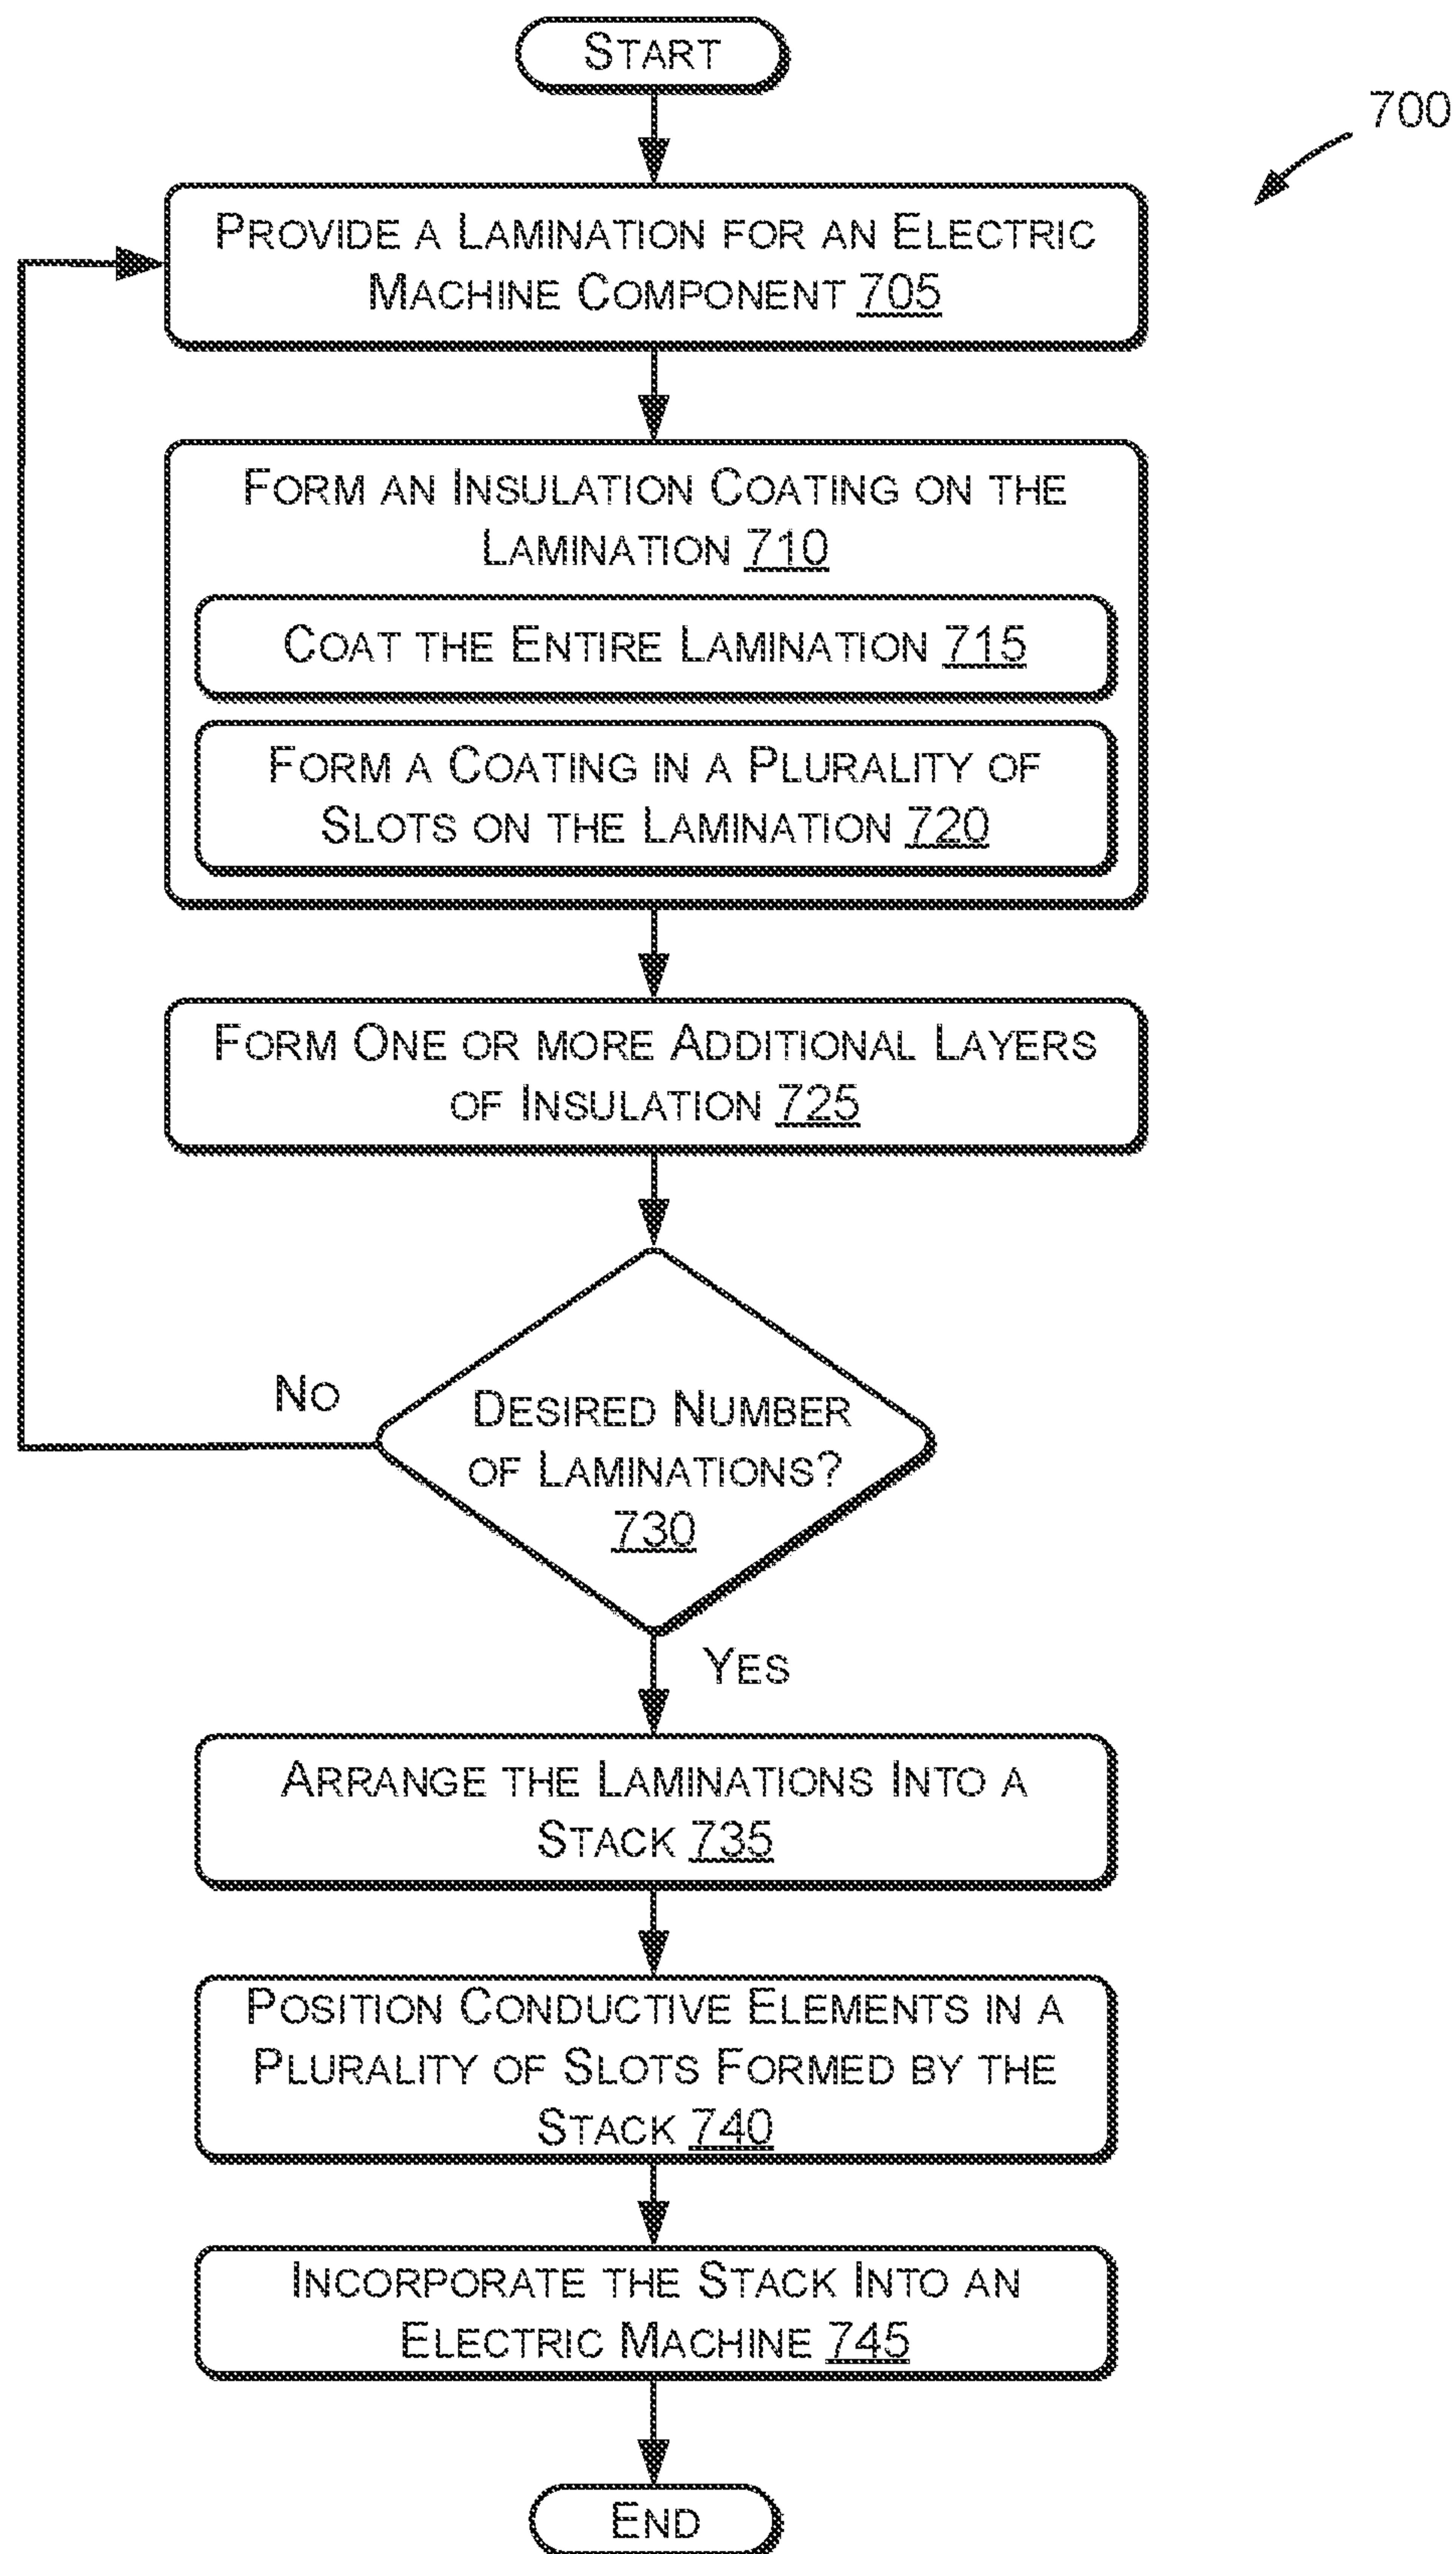 START
700
PROVIDE A LAMINATION FOR AN ELECTRIC
MACHINE COMPONENT 705
FORM AN INSULATION COATING ON THE
LAMINATION 710
COAT THE ENTIRE LAMINATION 715
FORM A COATING IN A PLURALITY OF
SLOTS ON THE LAMINATION 720
FORM ONE OR MORE ADDITIONAL LAYERS
OF INSULATION 725
NO
DESIRED NUMBER
OF LAMINATIONS?
730
YES
ARRANGE THE LAMINATIONS INTO A
STACK 735
POSITION CONDUCTIVE ELEMENTS IN A
PLURALITY OF SLOTS FORMED BY THE
STACK 740
INCORPORATE THE STACK INTO AN
ELECTRIC MACHINE 745
END